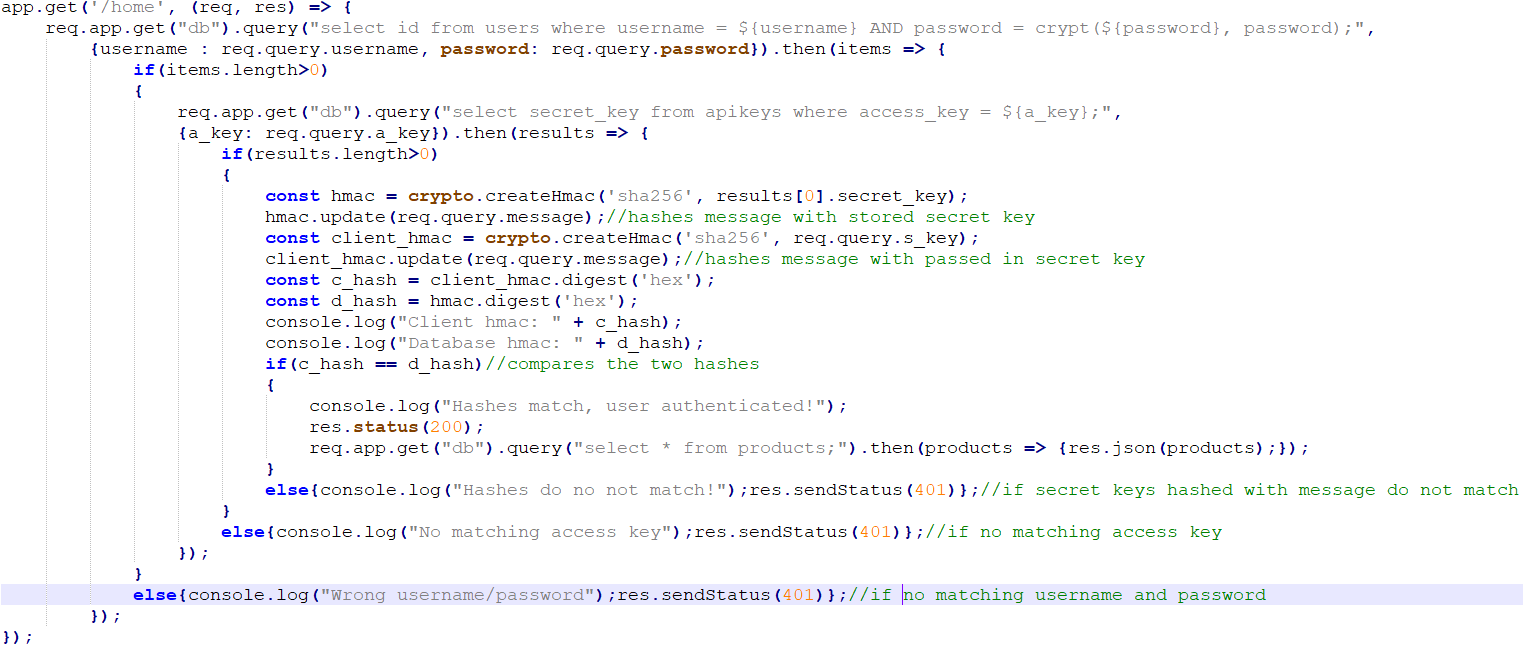 app.get('/home', (req, res) => {
    req.app.get("db").query("select id from users where username = ${username} AND password = crypt(${password}, password);",
        {username : req.query.username, password: req.query.password}).then(items => {
            if(items.length>0)
            {
                req.app.get("db").query("select secret_key from apikeys where access_key = ${a_key};",
                {a_key: req.query.a_key}).then(results => {
                    if(results.length>0)
                    {
                        const hmac = crypto.createHmac('sha256', results[0].secret_key);
                        hmac.update(req.query.message);//hashes message with stored secret key
                        const client_hmac = crypto.createHmac('sha256', req.query.s_key);
                        client_hmac.update(req.query.message);//hashes message with passed in secret key
                        const c_hash = client_hmac.digest('hex');
                        const d_hash = hmac.digest('hex');
                        console.log("Client hmac: " + c_hash);
                        console.log("Database hmac: " + d_hash);
                        if(c_hash == d_hash)//compares the two hashes
                        {
                            console.log("Hashes match, user authenticated!");
                            res.status(200);
                            req.app.get("db").query("select * from products;").then(products => {res.json(products);});
                        }
                        else{console.log("Hashes do no not match!");res.sendStatus(401)};//if secret keys hashed with message do not match
                    }
                    else{console.log("No matching access key");res.sendStatus(401)};//if no matching access key
                });
            }
            else{console.log("Wrong username/password");res.sendStatus(401)};//if no matching username and password
        });
});